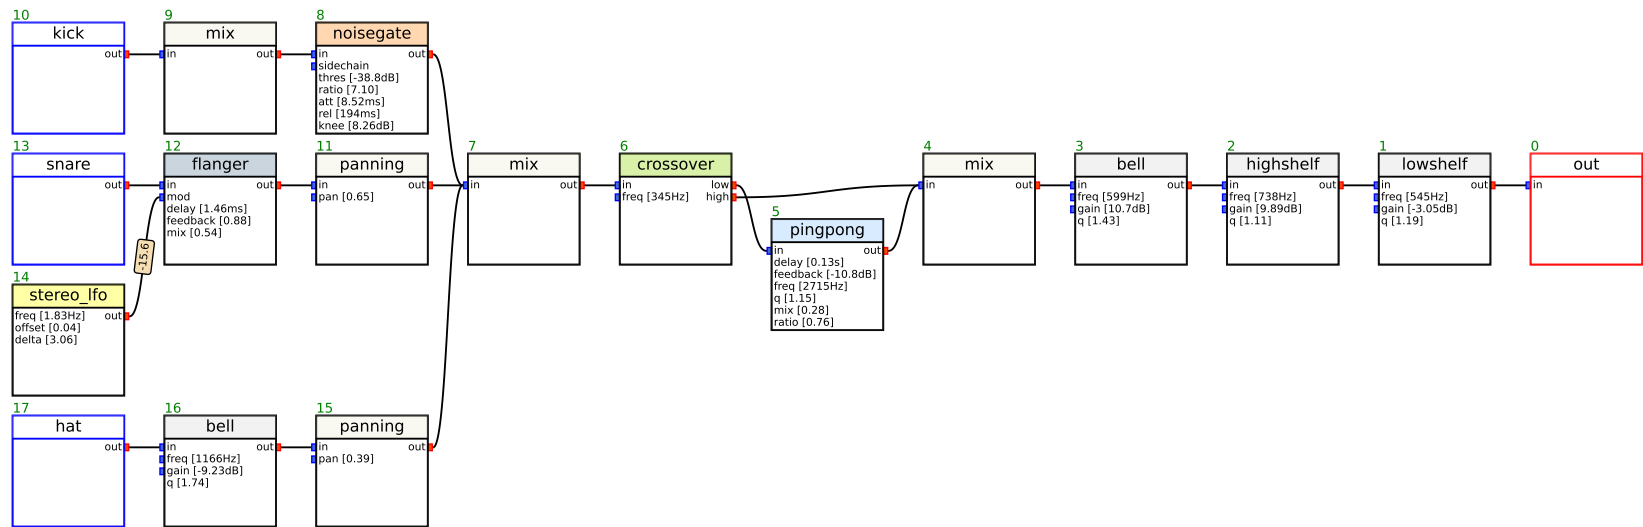 10
kick
out
9
mix
in out
8
noisegate
in out
sidechain
thres [-38.8dB]
ratio [7.10]
att [8.52ms]
rel [194ms]
knee [8.26dB]
13
snare
out
12
flanger
in out
mod
delay [1.46ms]
feedback [0.88]
mix [0.54]
11
panning
in out
pan [0.65]
7
mix
in out
6
crossover
in low
freq [345Hz] high
5
pingpong
in out
delay [0.13s]
feedback [-10.8dB]
freq [2715Hz]
q [1.15]
mix [0.28]
ratio [0.76]
4
mix
in out
3
bell
in out
freq [599Hz]
gain [10.7dB]
q [1.43]
2
highshelf
in out
freq [738Hz]
gain [9.89dB]
q [1.11]
1
lowshelf
in out
freq [545Hz]
gain [-3.05dB]
q [1.19]
0
out
in
-15.6
14
stereo_lfo
freq [1.83Hz] out
offset [0.04]
delta [3.06]
17
hat
out
16
bell
in out
freq [1166Hz]
gain [-9.23dB]
q [1.74]
15
panning
in out
pan [0.39]